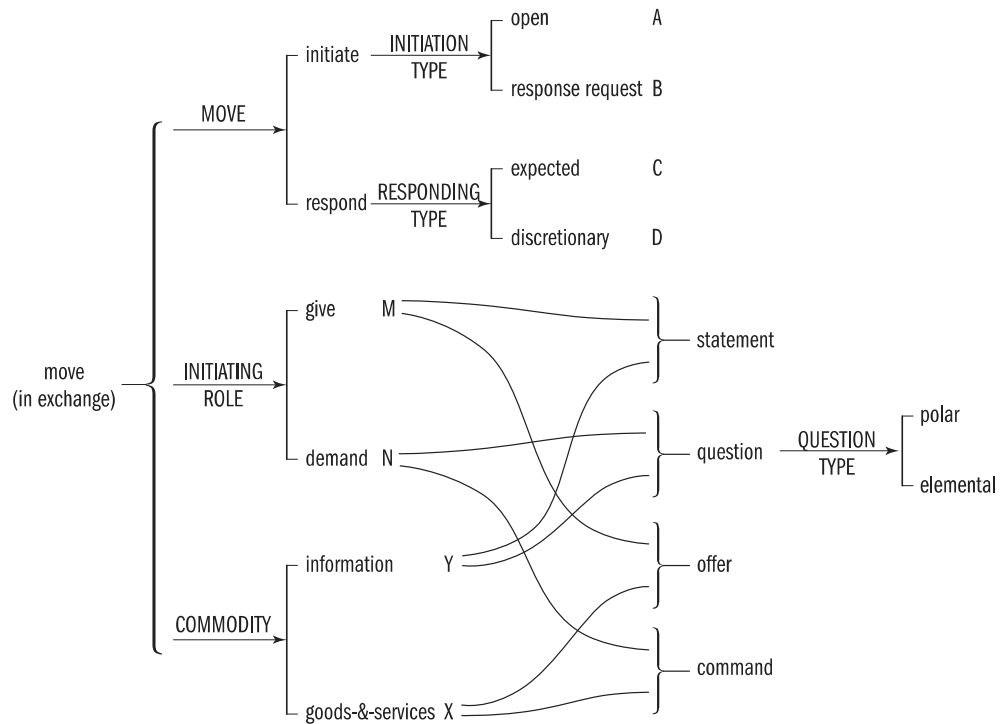 open A
initiate INITIATION TYPE
response request B
MOVE
expected C
respond RESPONDING TYPE
discretionary D
give M
statement
move
(in exchange)
INITIATING ROLE
polar
demand N
question QUESTION TYPE
elemental
information Y
offer
COMMODITY
command
goods-&-services X